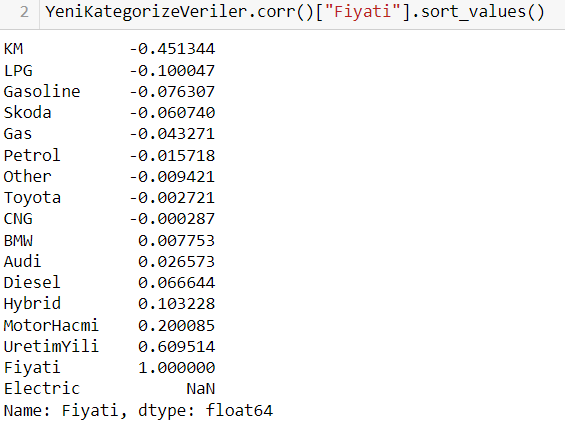 2 YeniKategorizeVeriler.corr()["Fiyati"].sort_values()
KM -0.451344
LPG -0.100047
Gasoline -0.076307
Skoda -0.060740
Gas -0.043271
Petrol -0.015718
Other -0.009421
Toyota -0.002721
CNG -0.000287
BMW 0.007753
Audi 0.026573
Diesel 0.066644
Hybrid 0.103228
MotorHacmi 0.200085
UretimYili 0.609514
Fiyati 1.000000
Electric NaN
Name: Fiyati, dtype: float64